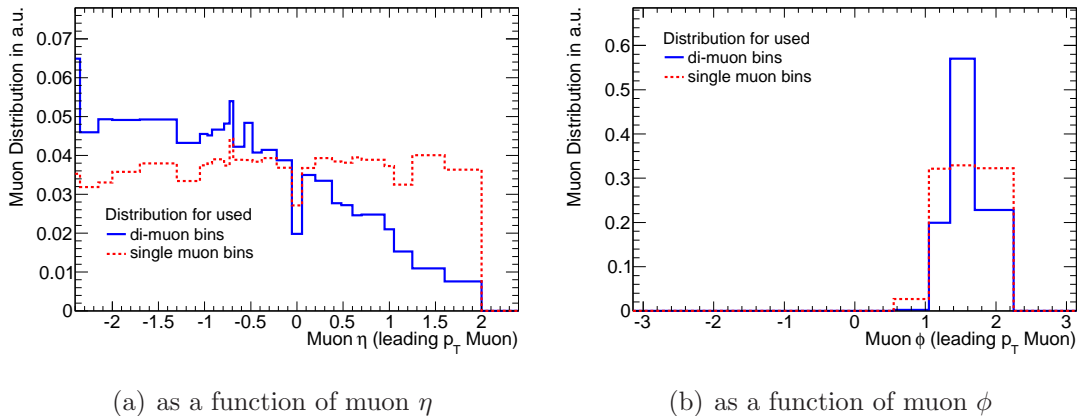 Muon Distribution in a.u.
0.07
0.06
0.05
0.04
0.03
0.02
0.01
0
Distribution for used
di-muon bins
single muon bins
-2 -1.5 -1 -0.5 0 0.5 1 1.5 2
Muon η (leading p_T Muon)
(a) as a function of muon η
Muon Distribution in a.u.
0.6
0.5
0.4
0.3
0.2
0.1
0
Distribution for used
di-muon bins
single muon bins
-3 -2 -1 0 1 2 3
Muon ϕ (leading p_T Muon)
(b) as a function of muon ϕ